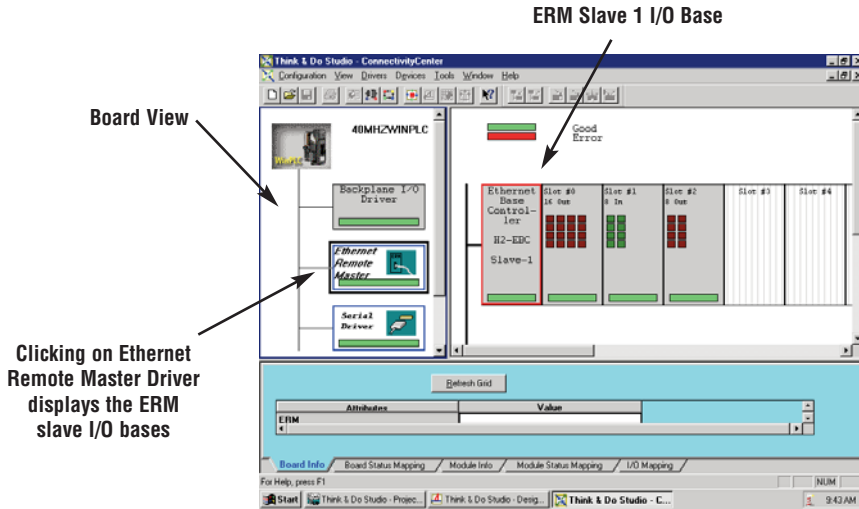 ERM Slave 1 I/O Base
Board View
Clicking on Ethernet
Remote Master Driver
displays the ERM
slave I/O bases
Think & Do Studio - ConnectivityCenter
Configuration View Drivers Devices Tools Window Help
40MHZWINPLC
WinPLC
Backplane I/O
Driver
Ethernet
Remote
Master
Serial
Driver
Good
Error
Ethernet
Base
Control-
ler
H2-EBC
Slave-1
Slot #0
16 Out
Slot #1
8 In
Slot #2
8 Out
Slot #3
Slot #4
Refresh Grid
Attributes Value
ERM
Board Info Board Status Mapping Module Info Module Status Mapping I/O Mapping
For Help, press F1
NUM
Start Think & Do Studio - Projec... Think & Do Studio - Desig... Think & Do Studio - C... 9:43 AM